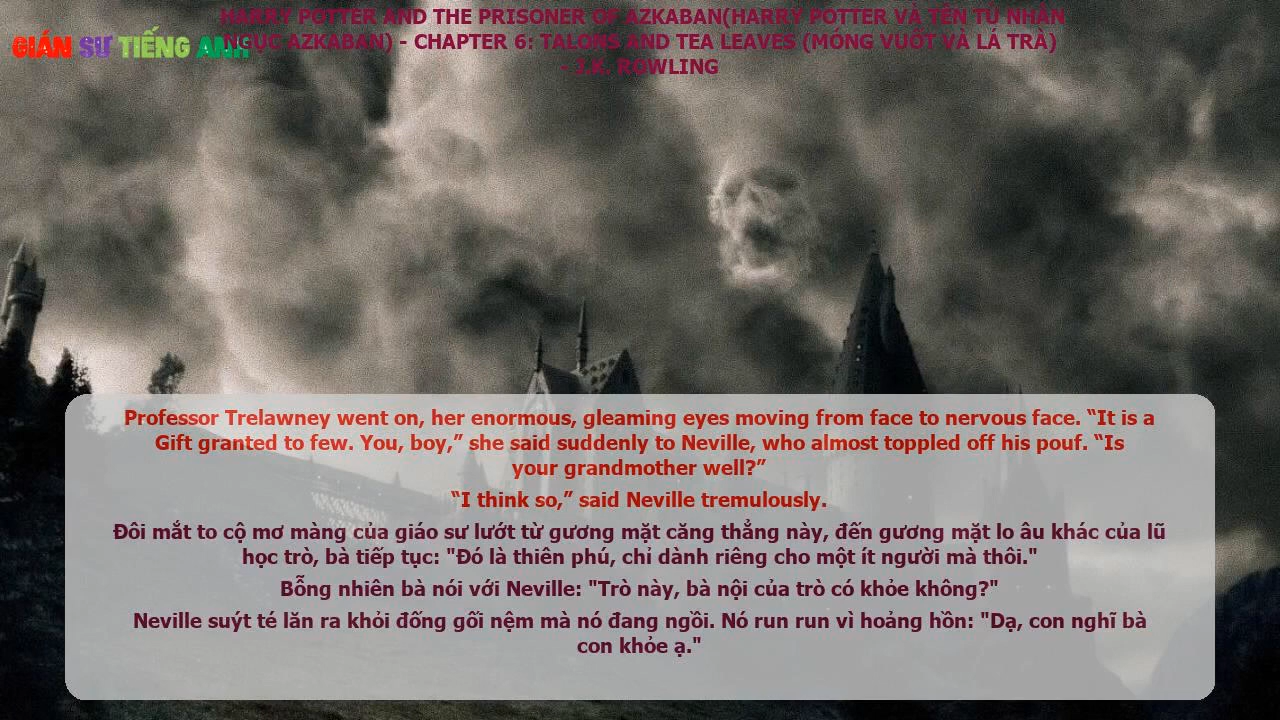 HARRY POTTER AND THE PRISONER OF AZKABAN(HARRY POTTER VÀ TÊN TÙ NHÂN
NGỤC AZKABAN) - CHAPTER 6: TALONS AND TEA LEAVES (MÓNG VUỐT VÀ LÁ TRÀ)
- J.K. ROWLING
GIÁN SƯ TIẾNG ANH
Professor Trelawney went on, her enormous, gleaming eyes moving from face to nervous face. “It is a
Gift granted to few. You, boy,” she said suddenly to Neville, who almost toppled off his pouf. “Is
your grandmother well?”
“I think so,” said Neville tremulously.
Đôi mắt to cộ mơ màng của giáo sư lướt từ gương mặt căng thẳng này, đến gương mặt lo âu khác của lũ
học trò, bà tiếp tục: "Đó là thiên phú, chỉ dành riêng cho một ít người mà thôi."
Bỗng nhiên bà nói với Neville: "Trò này, bà nội của trò có khỏe không?"
Neville suýt té lăn ra khỏi đống gối nệm mà nó đang ngồi. Nó run run vì hoảng hồn: "Dạ, con nghĩ bà
con khỏe ạ."